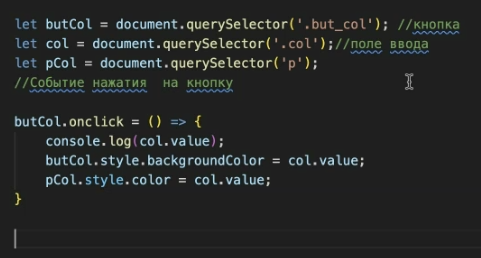 let butCol = document.querySelector('.but_col'); //кнопка
let col = document.querySelector('.col');//поле ввода
let pCol = document.querySelector('p');
//Событие нажатия  на кнопку
butCol.onclick = () => {
    console.log(col.value);
    butCol.style.backgroundColor = col.value;
    pCol.style.color = col.value;
}